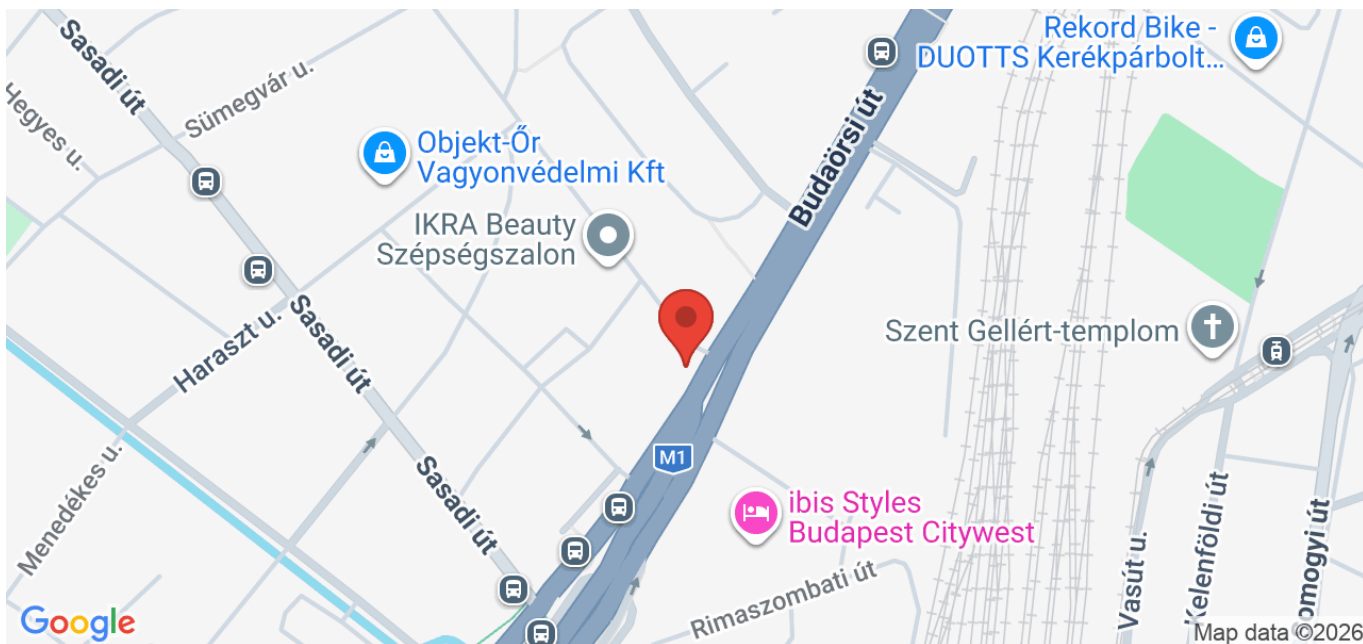 Sasadi út
Sümegvár u.
Hegyes u.
Objekt-Őr
Vagyonvédelmi Kft
IKRA Beauty
Szépségszalon
Budaörsi út
Rekord Bike -
DUOTTS Kerékpárbolt...
Szent Gellért-templom
Haraszt u.
Sasadi út
Menedékes u.
Sasadi út
M1
ibis Styles
Budapest Citywest
Rimaszombati út
Vasút u.
Kelenföldi út
omogyi út
Google
Map data ©2026